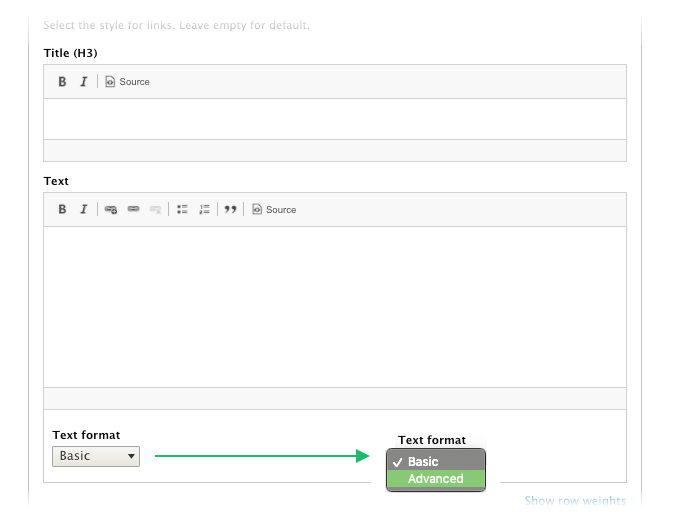 Select the style for links. Leave empty for default.
Title (H3)
B I Source
Text
B I Source
Text format
Basic
Text format
✓ Basic
Advanced
Show row weights